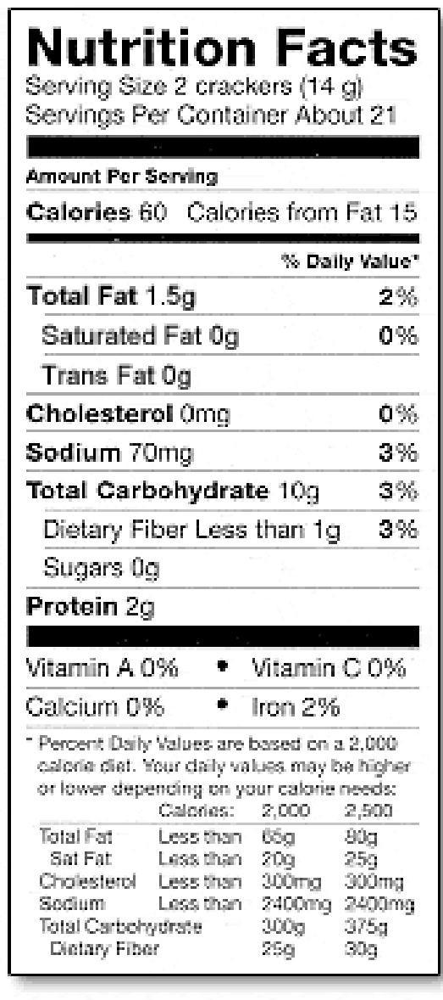 Nutrition Facts
Serving Size 2 crackers (14 g)
Servings Per Container About 21
Amount Per Serving
Calories 60 Calories from Fat 15
% Daily Value*
Total Fat 1.5g 2%
Saturated Fat 0g 0%
Trans Fat 0g
Cholesterol 0mg 0%
Sodium 70mg 3%
Total Carbohydrate 10g 3%
Dietary Fiber Less than 1g 3%
Sugars 0g
Protein 2g
Vitamin A 0% • Vitamin C 0%
Calcium 0% • Iron 2%
* Percent Daily Values are based on a 2,000
calorie diet. Your daily values may be higher
or lower depending on your calorie needs:
Calories: 2,000 2,500
Total Fat Less than 65g 80g
Sat Fat Less than 20g 25g
Cholesterol Less than 300mg 300mg
Sodium Less than 2400mg 2400mg
Total Carbohydrate 300g 375g
Dietary Fiber 25g 30g